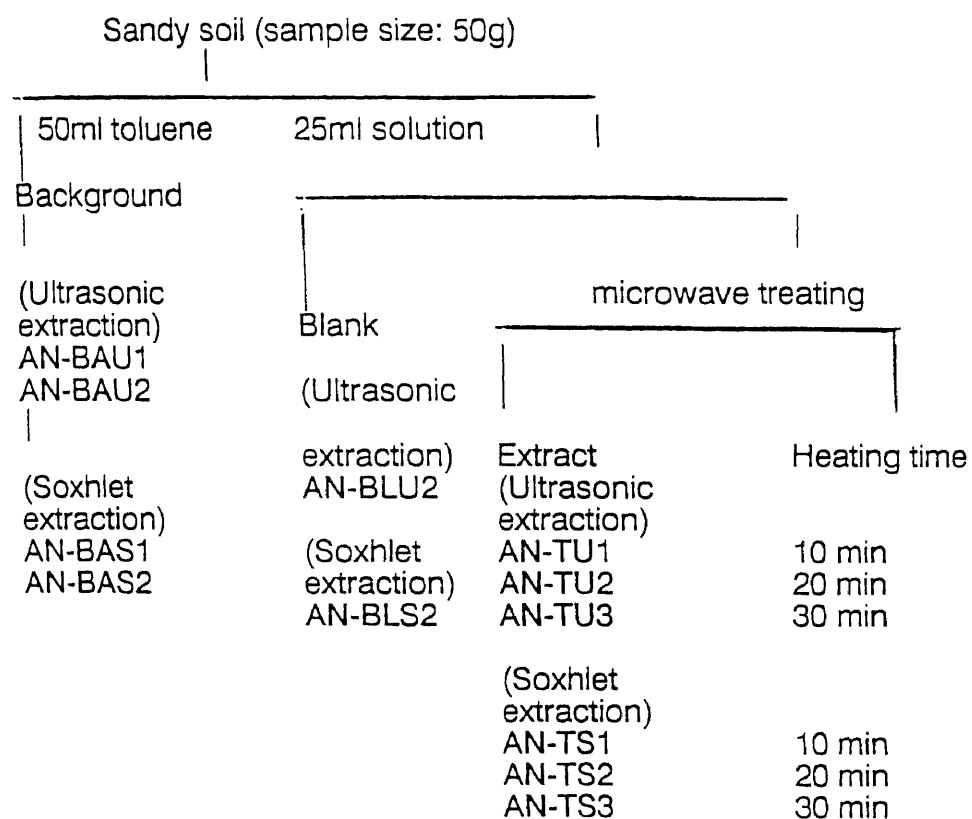 Sandy soil (sample size: 50g)
50ml toluene
25ml solution
Background
(Ultrasonic
extraction)
AN-BAU1
AN-BAU2
(Soxhlet
extraction)
AN-BAS1
AN-BAS2
Blank
(Ultrasonic
extraction)
AN-BLU2
(Soxhlet
extraction)
AN-BLS2
microwave treating
Extract
Heating time
(Ultrasonic
extraction)
AN-TU1 10 min
AN-TU2 20 min
AN-TU3 30 min
(Soxhlet
extraction)
AN-TS1 10 min
AN-TS2 20 min
AN-TS3 30 min